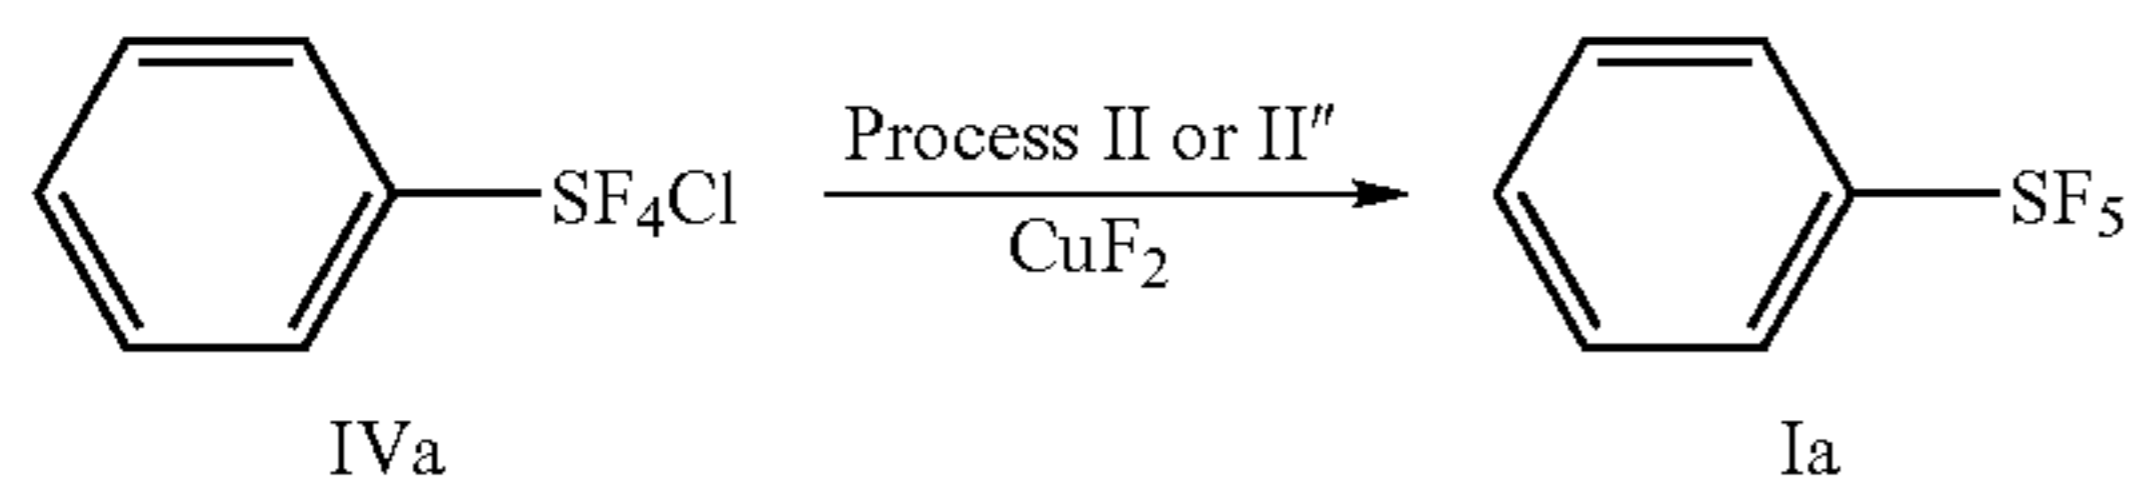 Process II or II″
SF₄Cl
SF₅
CuF₂
IVa
Ia